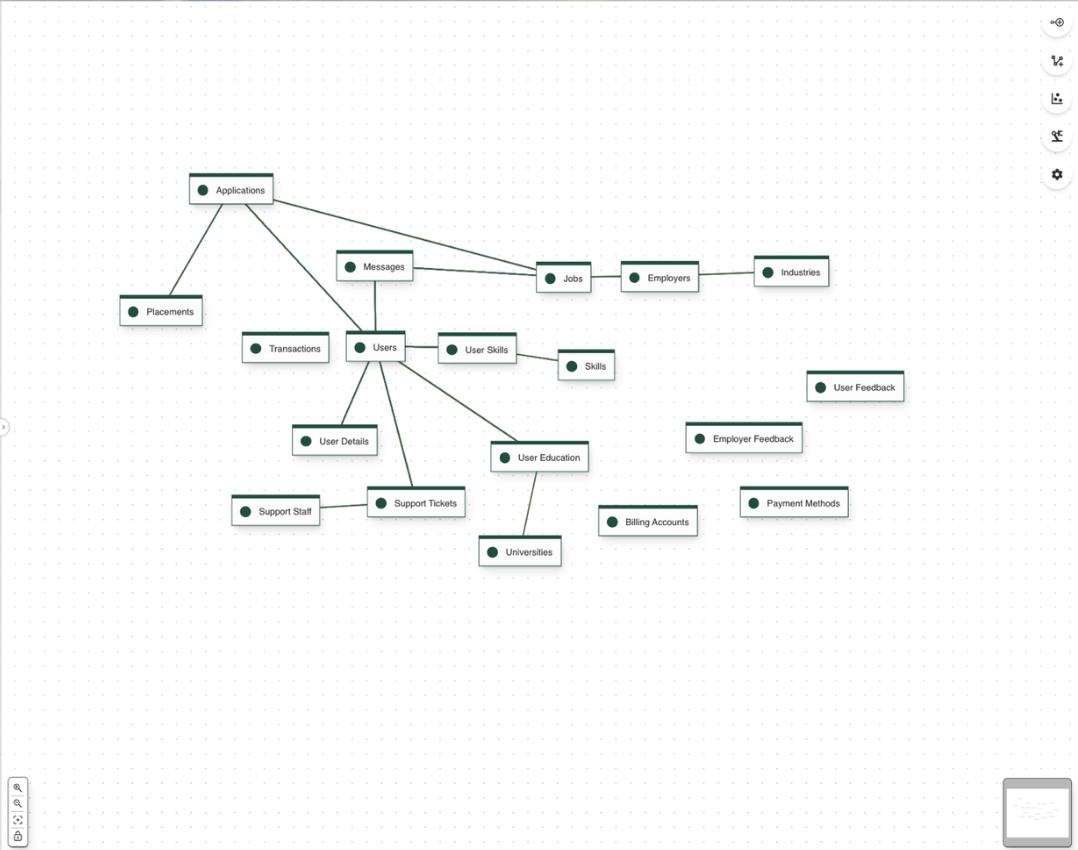 Applications
Messages
Jobs
Employers
Industries
Placements
Transactions
Users
User Skills
Skills
User Feedback
User Details
Employer Feedback
User Education
Support Staff
Support Tickets
Payment Methods
Billing Accounts
Universities